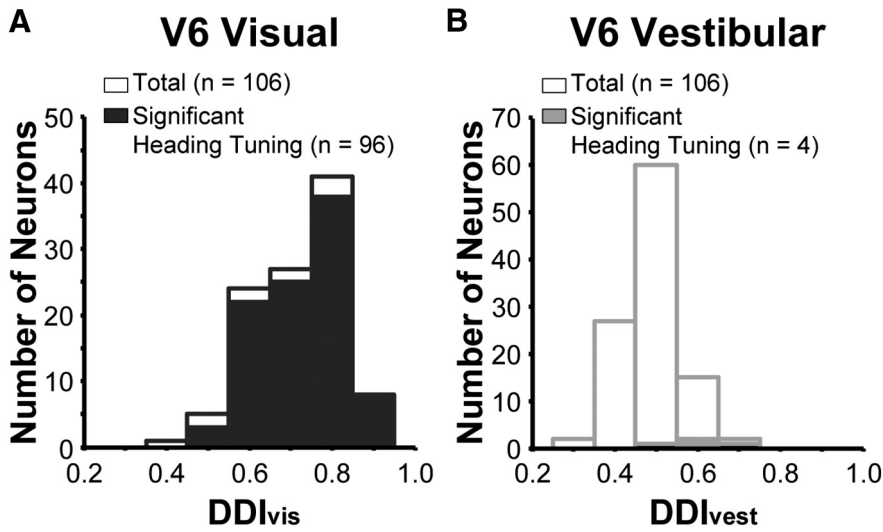 A
V6 Visual
Total (n = 106)
Significant
Heading Tuning (n = 96)
Number of Neurons
50
40
30
20
10
0
0.2
0.4
0.6
0.8
1.0
DDIvis
B
V6 Vestibular
Total (n = 106)
Significant
Heading Tuning (n = 4)
Number of Neurons
70
60
50
40
30
20
10
0
0.2
0.4
0.6
0.8
1.0
DDIvest